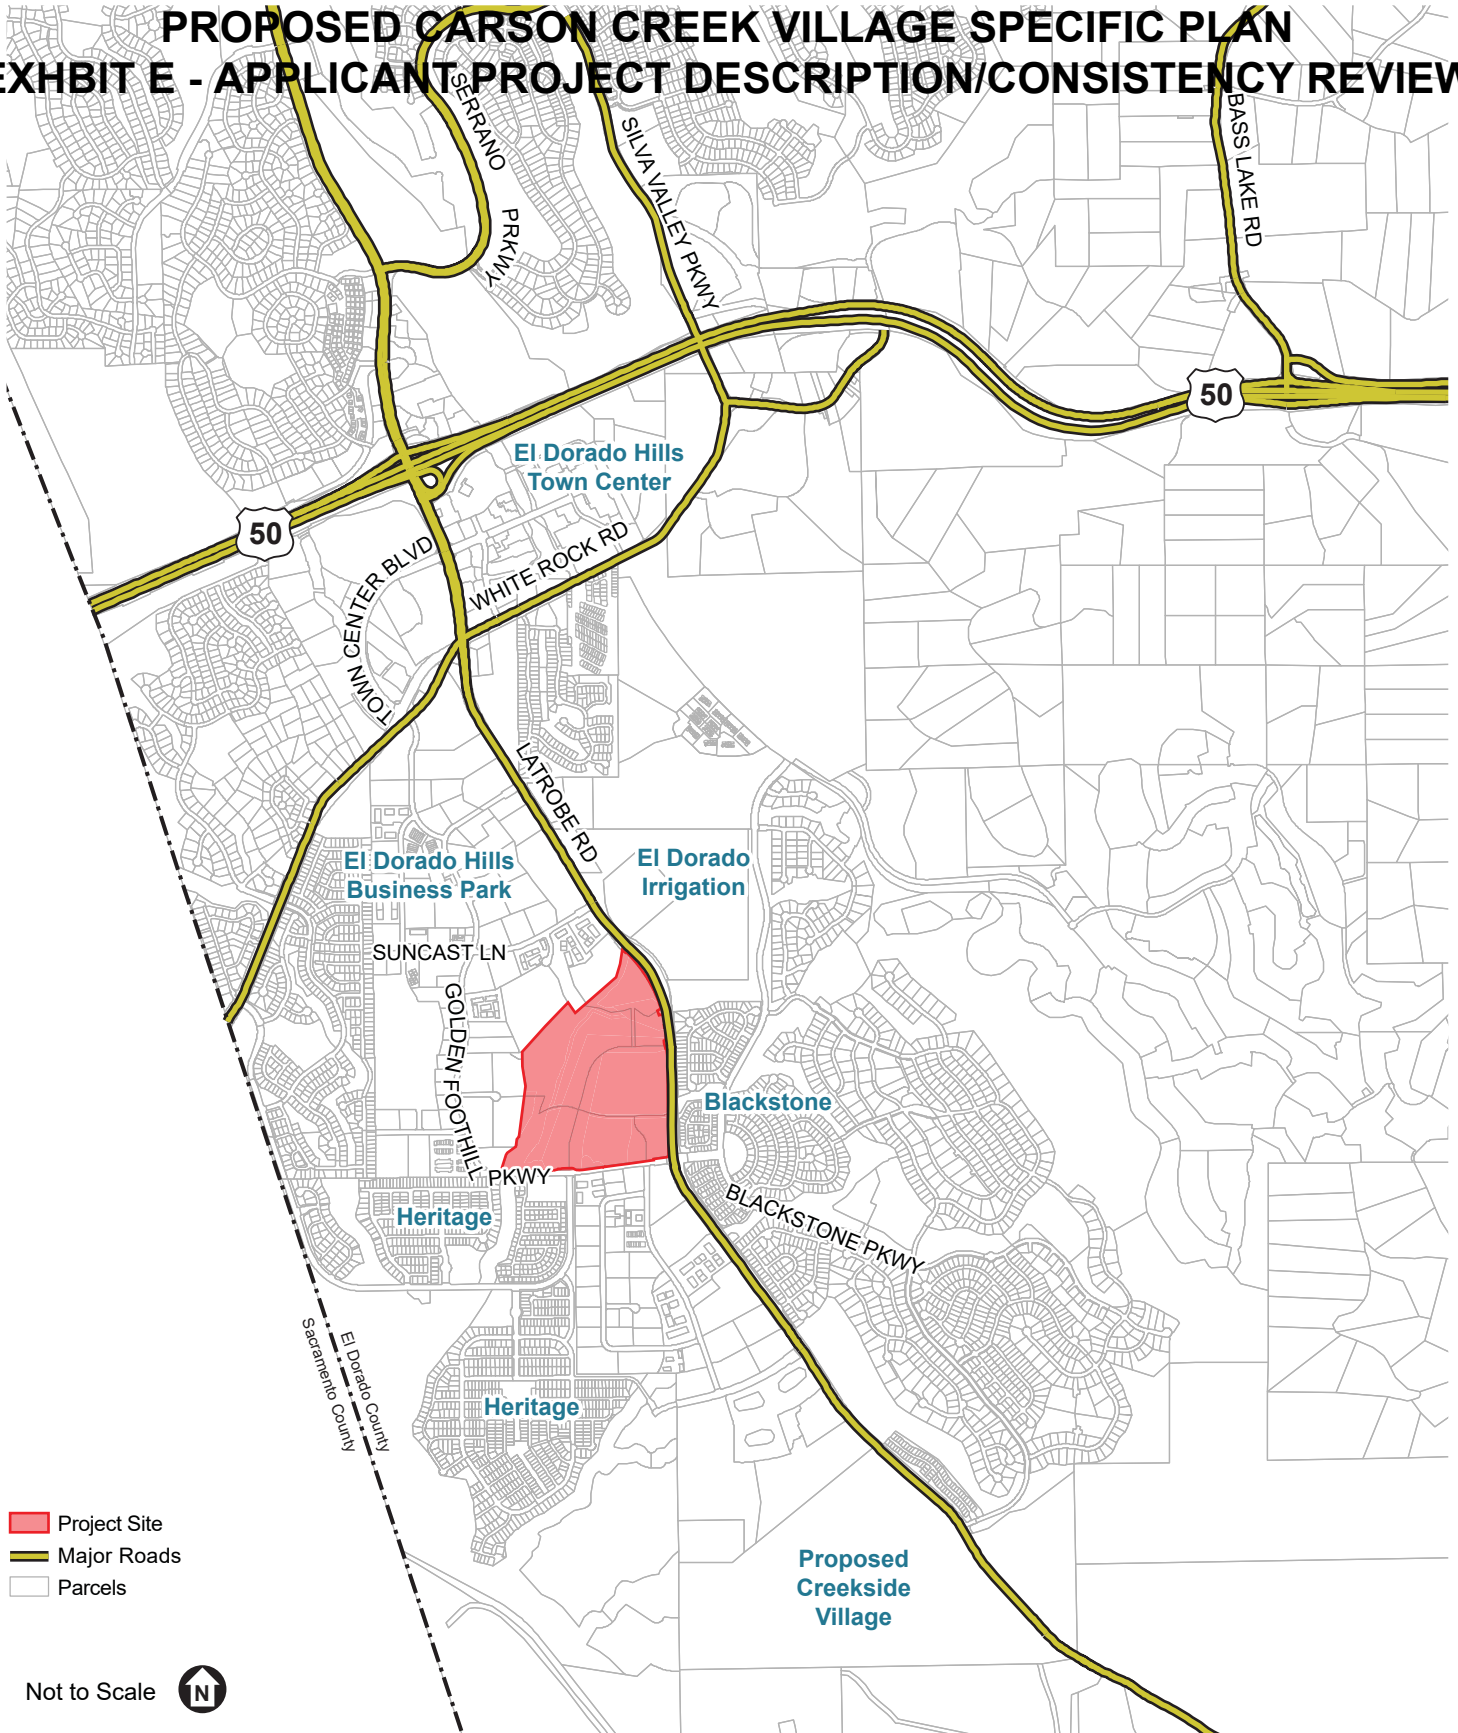 PROPOSED CARSON CREEK VILLAGE SPECIFIC PLAN
EXHBIT E - APPLICANT PROJECT DESCRIPTION/CONSISTENCY REVIEW
SERRANO
PRKWY
SILVA VALLEY PKWY
BASS LAKE RD
50
El Dorado Hills
Town Center
50
TOWN CENTER BLVD
WHITE ROCK RD
LATROBE RD
El Dorado Hills
Business Park
El Dorado
Irrigation
SUNCAST LN
GOLDEN FOOTHILL
PKWY
Blackstone
BLACKSTONE PKWY
Heritage
El Dorado County
Sacramento County
Heritage
Proposed
Creekside
Village
Project Site
Major Roads
Parcels
Not to Scale
N